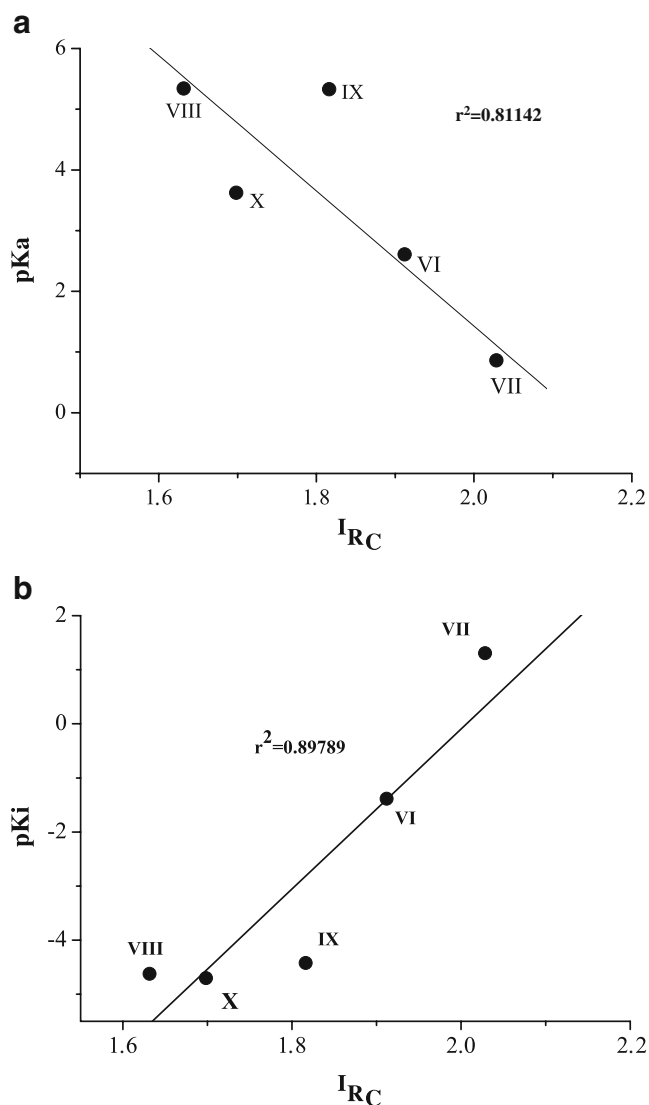 a
6
4
2
0
pKa
VIII
IX
r²=0.81142
X
VI
VII
1.6 1.8 2.0 2.2
I_R_C
b
2
0
-2
-4
pKi
VII
r²=0.89789
VI
IX
VIII
X
1.6 1.8 2.0 2.2
I_R_C